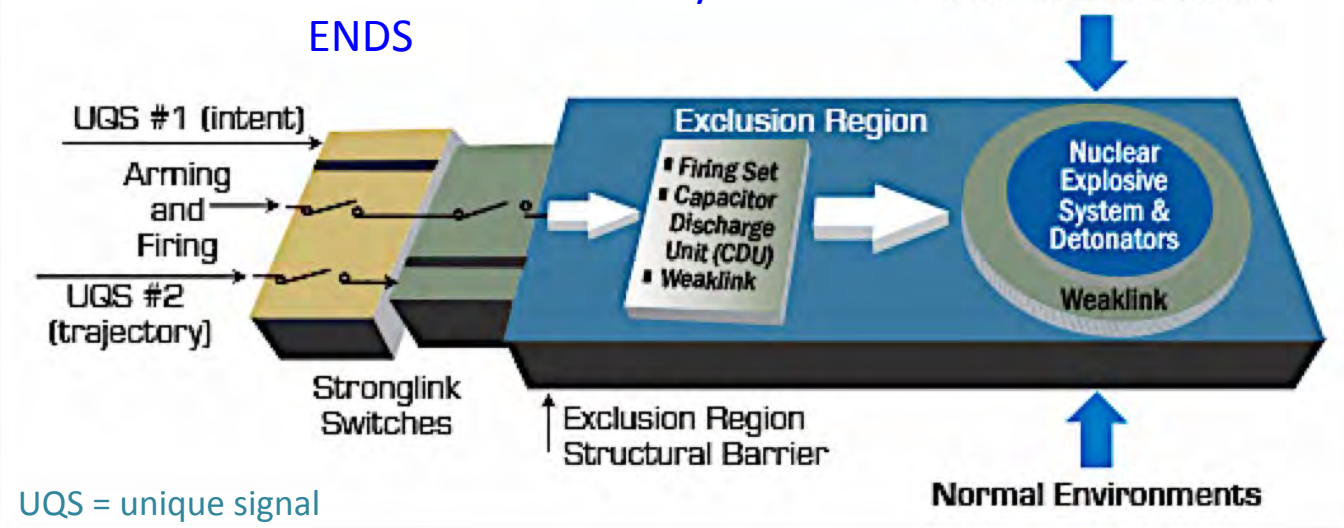 ENDS
UQS #1 (intent)
Arming
and
Firing
UQS #2
(trajectory)
Stronglink
Switches
Exclusion Region
Structural Barrier
Exclusion Region
Firing Set
Capacitor
Discharge
Unit (CDU)
Weaklink
Nuclear
Explosive
System &
Detonators
Weaklink
Normal Environments
UQS = unique signal